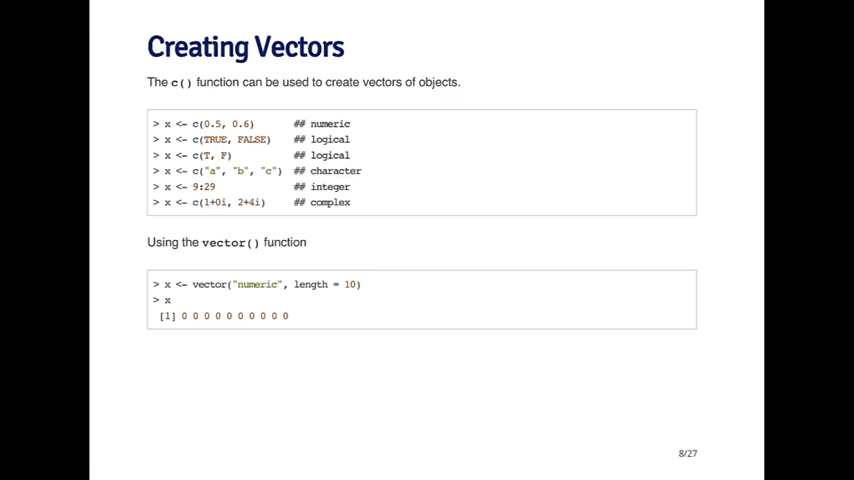 Creating Vectors
The c() function can be used to create vectors of objects.
> x <- c(0.5, 0.6) ## numeric
> x <- c(TRUE, FALSE) ## logical
> x <- c(T, F) ## logical
> x <- c("a", "b", "c") ## character
> x <- 9:29 ## integer
> x <- c(1+0i, 2+4i) ## complex
Using the vector() function
> x <- vector("numeric", length = 10)
> x
[1] 0 0 0 0 0 0 0 0 0 0
8/27